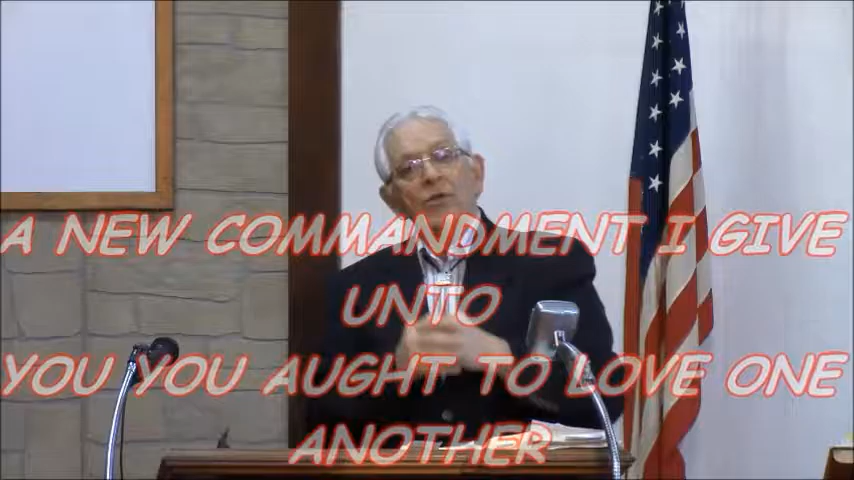 A NEW COMMANDMENT I GIVE
UNTO
YOU YOU AUGHT TO LOVE ONE
ANOTHER